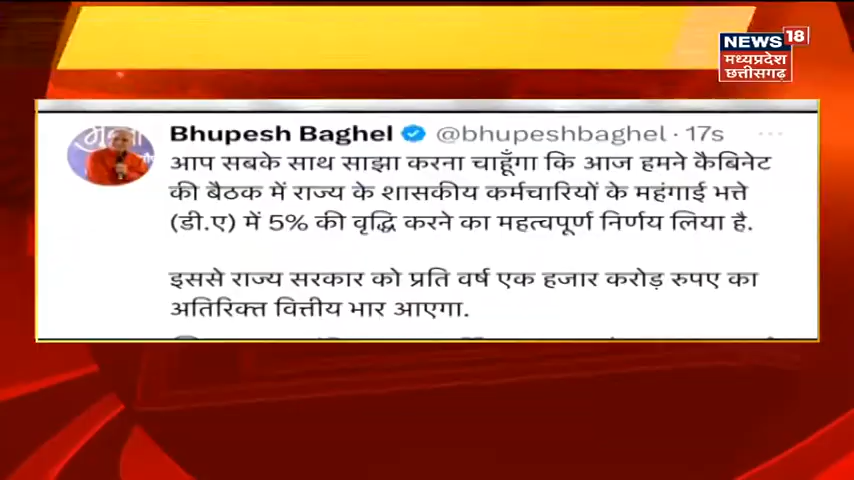 NEWS 18
मध्यप्रदेश
छत्तीसगढ़
Bhupesh Baghel @bhupeshbaghel · 17s
आप सबके साथ साझा करना चाहूँगा कि आज हमने कैबिनेट
की बैठक में राज्य के शासकीय कर्मचारियों के महंगाई भत्ते
(डी.ए) में 5% की वृद्धि करने का महत्वपूर्ण निर्णय लिया है.
इससे राज्य सरकार को प्रति वर्ष एक हजार करोड़ रुपए का
अतिरिक्त वित्तीय भार आएगा.